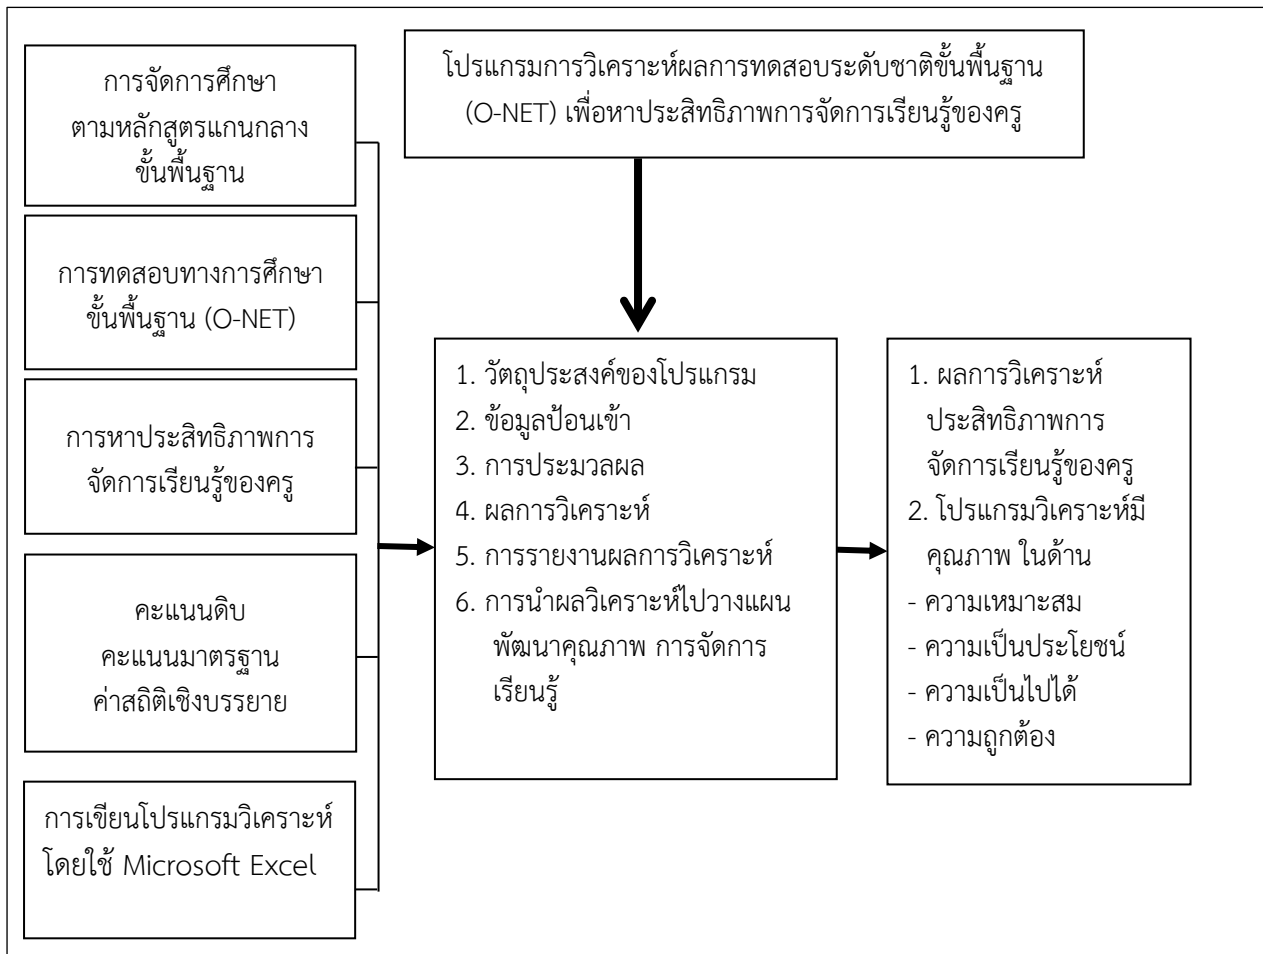 การจัดการศึกษา
ตามหลักสูตรแกนกลาง
ขั้นพื้นฐาน
การทดสอบทางการศึกษา
ขั้นพื้นฐาน (O-NET)
การหาประสิทธิภาพการ
จัดการเรียนรู้ของครู
คะแนนดิบ
คะแนนมาตรฐาน
ค่าสถิติเชิงบรรยาย
การเขียนโปรแกรมวิเคราะห์
โดยใช้ Microsoft Excel
โปรแกรมการวิเคราะห์ผลการทดสอบระดับชาติขั้นพื้นฐาน
(O-NET) เพื่อหาประสิทธิภาพการจัดการเรียนรู้ของครู
1. วัตถุประสงค์ของโปรแกรม
2. ข้อมูลป้อนเข้า
3. การประมวลผล
4. ผลการวิเคราะห์
5. การรายงานผลการวิเคราะห์
6. การนำผลวิเคราะห์ไปวางแผน
พัฒนาคุณภาพ การจัดการ
เรียนรู้
1. ผลการวิเคราะห์
ประสิทธิภาพการ
จัดการเรียนรู้ของครู
2. โปรแกรมวิเคราะห์มี
คุณภาพ ในด้าน
- ความเหมาะสม
- ความเป็นประโยชน์
- ความเป็นไปได้
- ความถูกต้อง